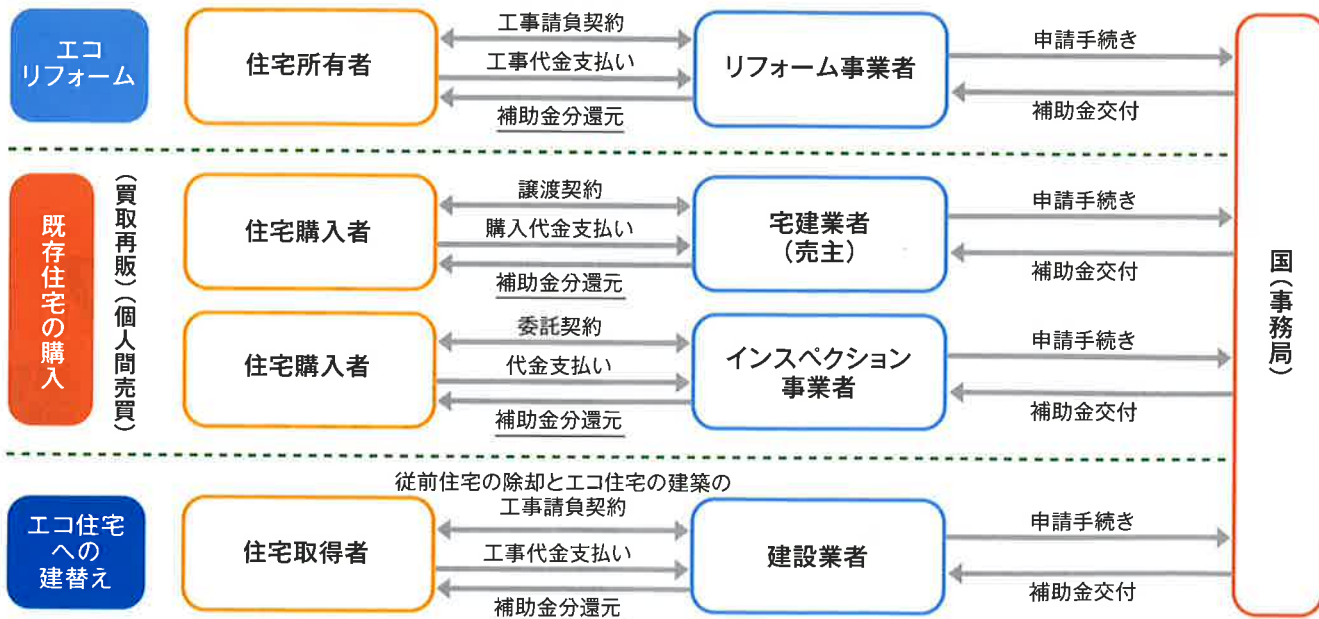 エコ
リフォーム
住宅所有者
工事請負契約
工事代金支払い
補助金分還元
リフォーム事業者
申請手続き
補助金交付
既存住宅の購入
(買取再販)(個人間売買)
住宅購入者
譲渡契約
購入代金支払い
補助金分還元
宅建業者
(売主)
申請手続き
補助金交付
住宅購入者
委託契約
代金支払い
補助金分還元
インスペクション
事業者
申請手続き
補助金交付
エコ住宅
への
建替え
住宅取得者
従前住宅の除却とエコ住宅の建築の
工事請負契約
工事代金支払い
補助金分還元
建設業者
申請手続き
補助金交付
国(事務局)